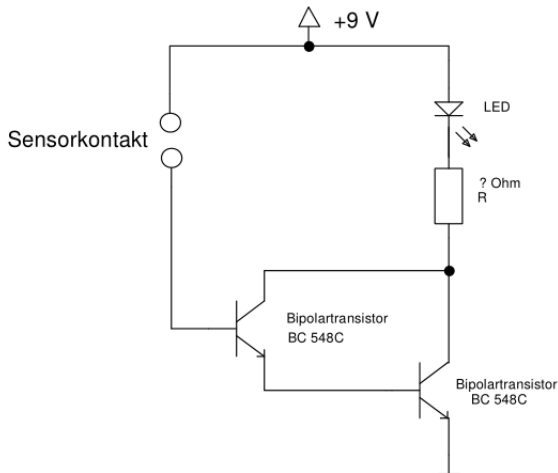 +9 V
LED
Sensorkontakt
? Ohm
R
Bipolartransistor
BC 548C
Bipolartransistor
BC 548C